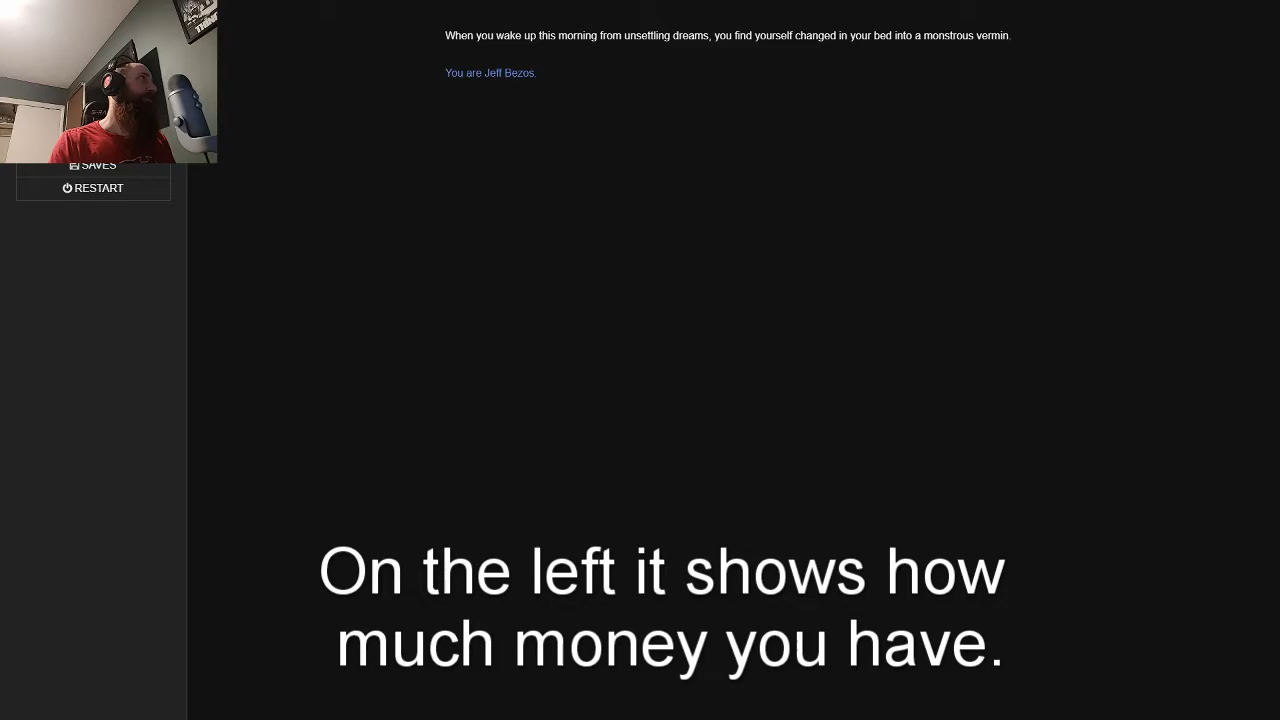 THINK
When you wake up this morning from unsettling dreams, you find yourself changed in your bed into a monstrous vermin.
You are Jeff Bezos.
SAVES
RESTART
On the left it shows how
much money you have.